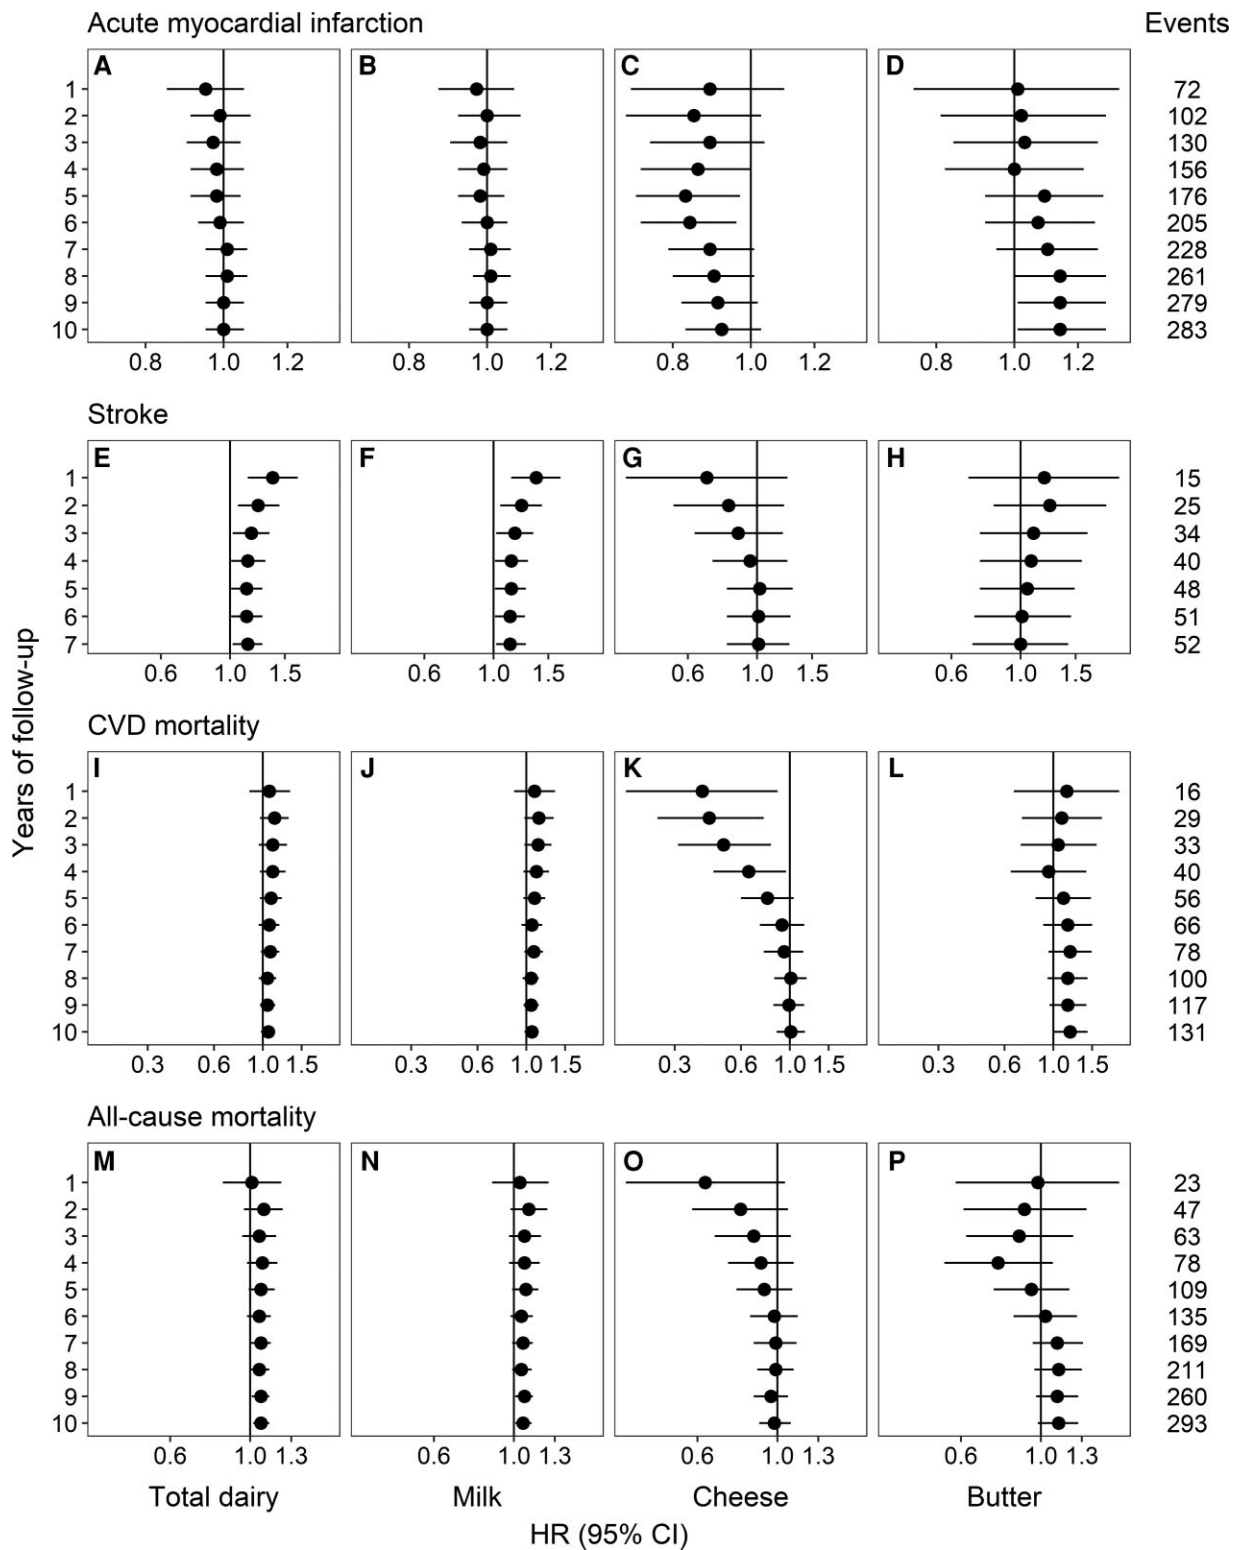 Acute myocardial infarction Events
A B C D
1 72
2 102
3 130
4 156
5 176
6 205
7 228
8 261
9 279
10 283
0.8 1.0 1.2 0.8 1.0 1.2 0.8 1.0 1.2 0.8 1.0 1.2
Stroke
E F G H
1 15
2 25
3 34
4 40
5 48
6 51
7 52
0.6 1.0 1.5 0.6 1.0 1.5 0.6 1.0 1.5 0.6 1.0 1.5
Years of follow-up
CVD mortality
I J K L
1 16
2 29
3 33
4 40
5 56
6 66
7 78
8 100
9 117
10 131
0.3 0.6 1.0 1.5 0.3 0.6 1.0 1.5 0.3 0.6 1.0 1.5 0.3 0.6 1.0 1.5
All-cause mortality
M N O P
1 23
2 47
3 63
4 78
5 109
6 135
7 169
8 211
9 260
10 293
0.6 1.0 1.3 0.6 1.0 1.3 0.6 1.0 1.3 0.6 1.0 1.3
Total dairy Milk Cheese Butter
HR (95% CI)